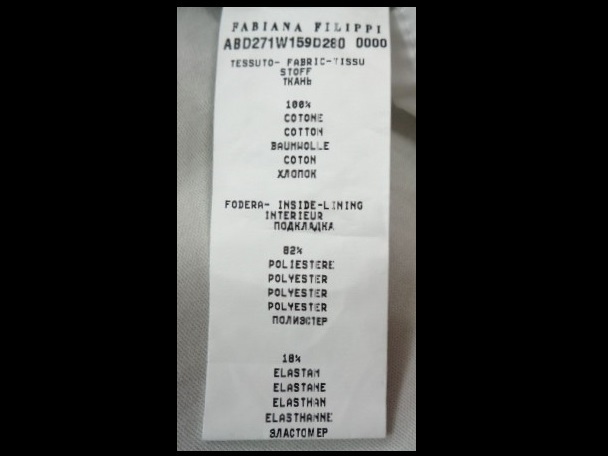 FABIANA FILIPPI
ABD271W159D280 0000
TESSUTO- FABRIC-TISSU
STOFF
ТКАНЬ
100%
COTONE
COTTON
BAUMWOLLE
COTON
ХЛОПОК
FODERA- INSIDE-LINING
INTERIEUR
ПОДКЛАДКА
82%
POLIESTERE
POLYESTER
POLYESTER
POLYESTER
ПОЛИЭСТЕР
18%
ELASTAN
ELASTANE
ELASTHAN
ELASTHANNE
ЭЛАСТОМЕР